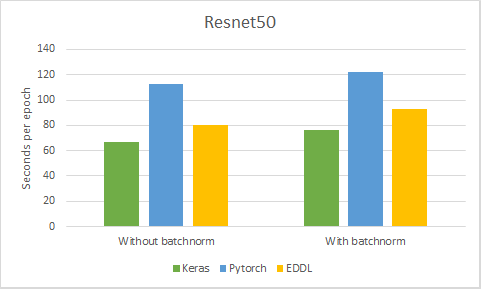 Resnet50
140
120
100
80
60
40
20
0
Seconds per epoch
Without batchnorm With batchnorm
Keras Pytorch EDDL